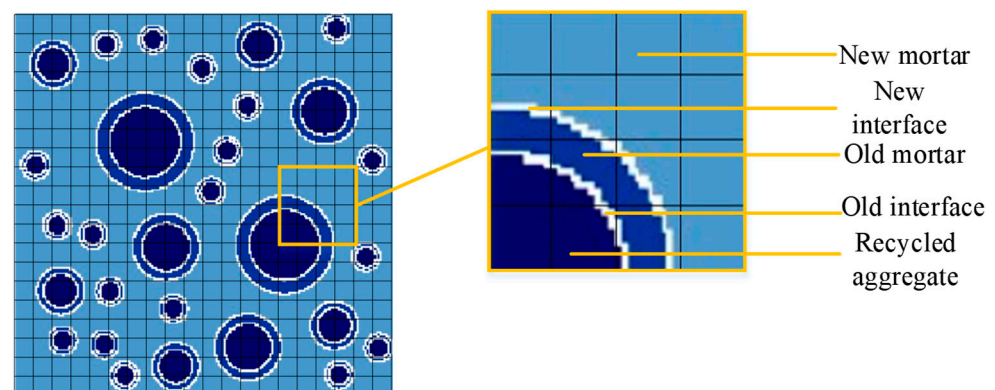 New mortar
New
interface
Old mortar
Old interface
Recycled
aggregate